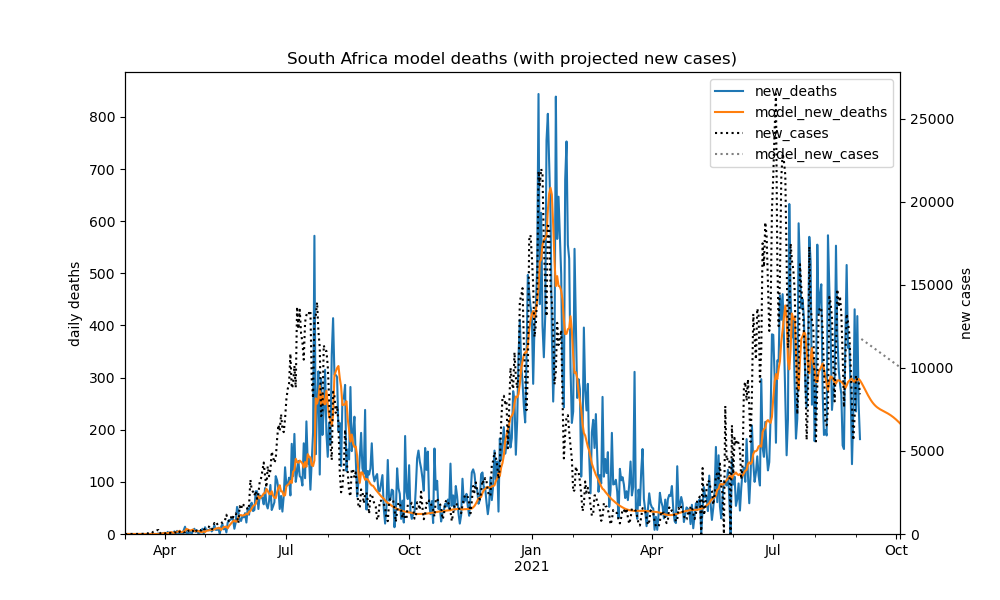 South Africa model deaths (with projected new cases)
new_deaths
model_new_deaths
new_cases
model_new_cases
daily deaths
800
700
600
500
400
300
200
100
0
25000
20000
15000
10000
5000
0
new cases
Apr Jul Oct Jan Apr Jul Oct
2021